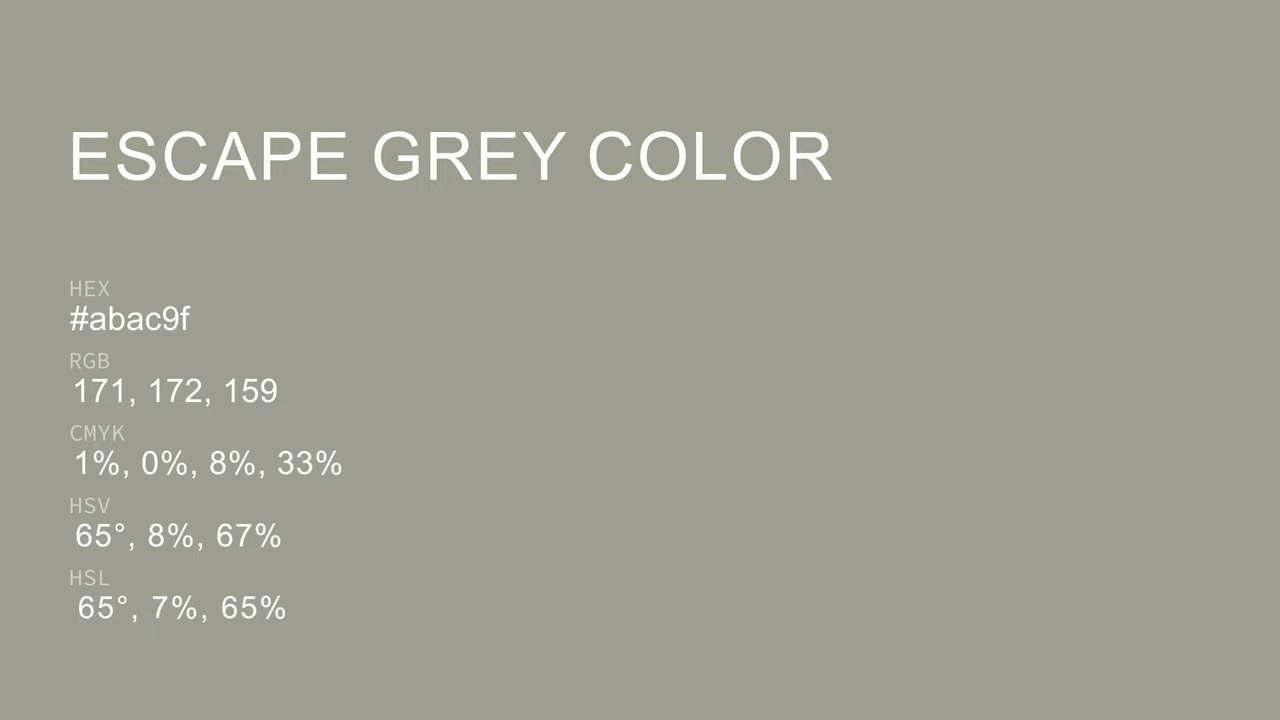 ESCAPE GREY COLOR
HEX
#abac9f
RGB
171, 172, 159
CMYK
1%, 0%, 8%, 33%
HSV
65°, 8%, 67%
HSL
65°, 7%, 65%